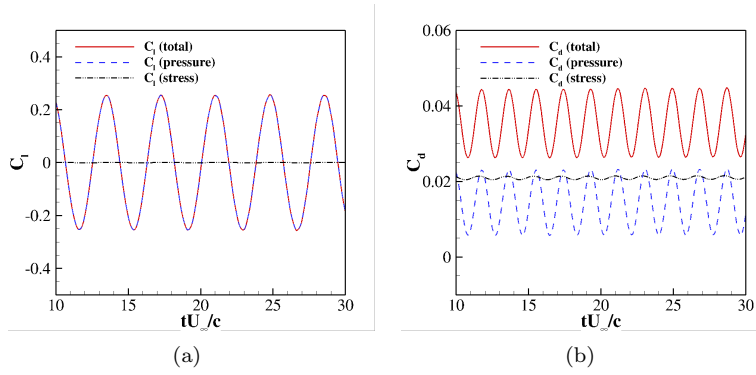 C_l (total)
C_l (pressure)
C_l (stress)
0.4
0.2
0
-0.2
-0.4
C_l
10 15 20 25 30
tU_∞/c
(a)
C_d (total)
C_d (pressure)
C_d (stress)
0.06
0.04
0.02
0
C_d
10 15 20 25 30
tU_∞/c
(b)